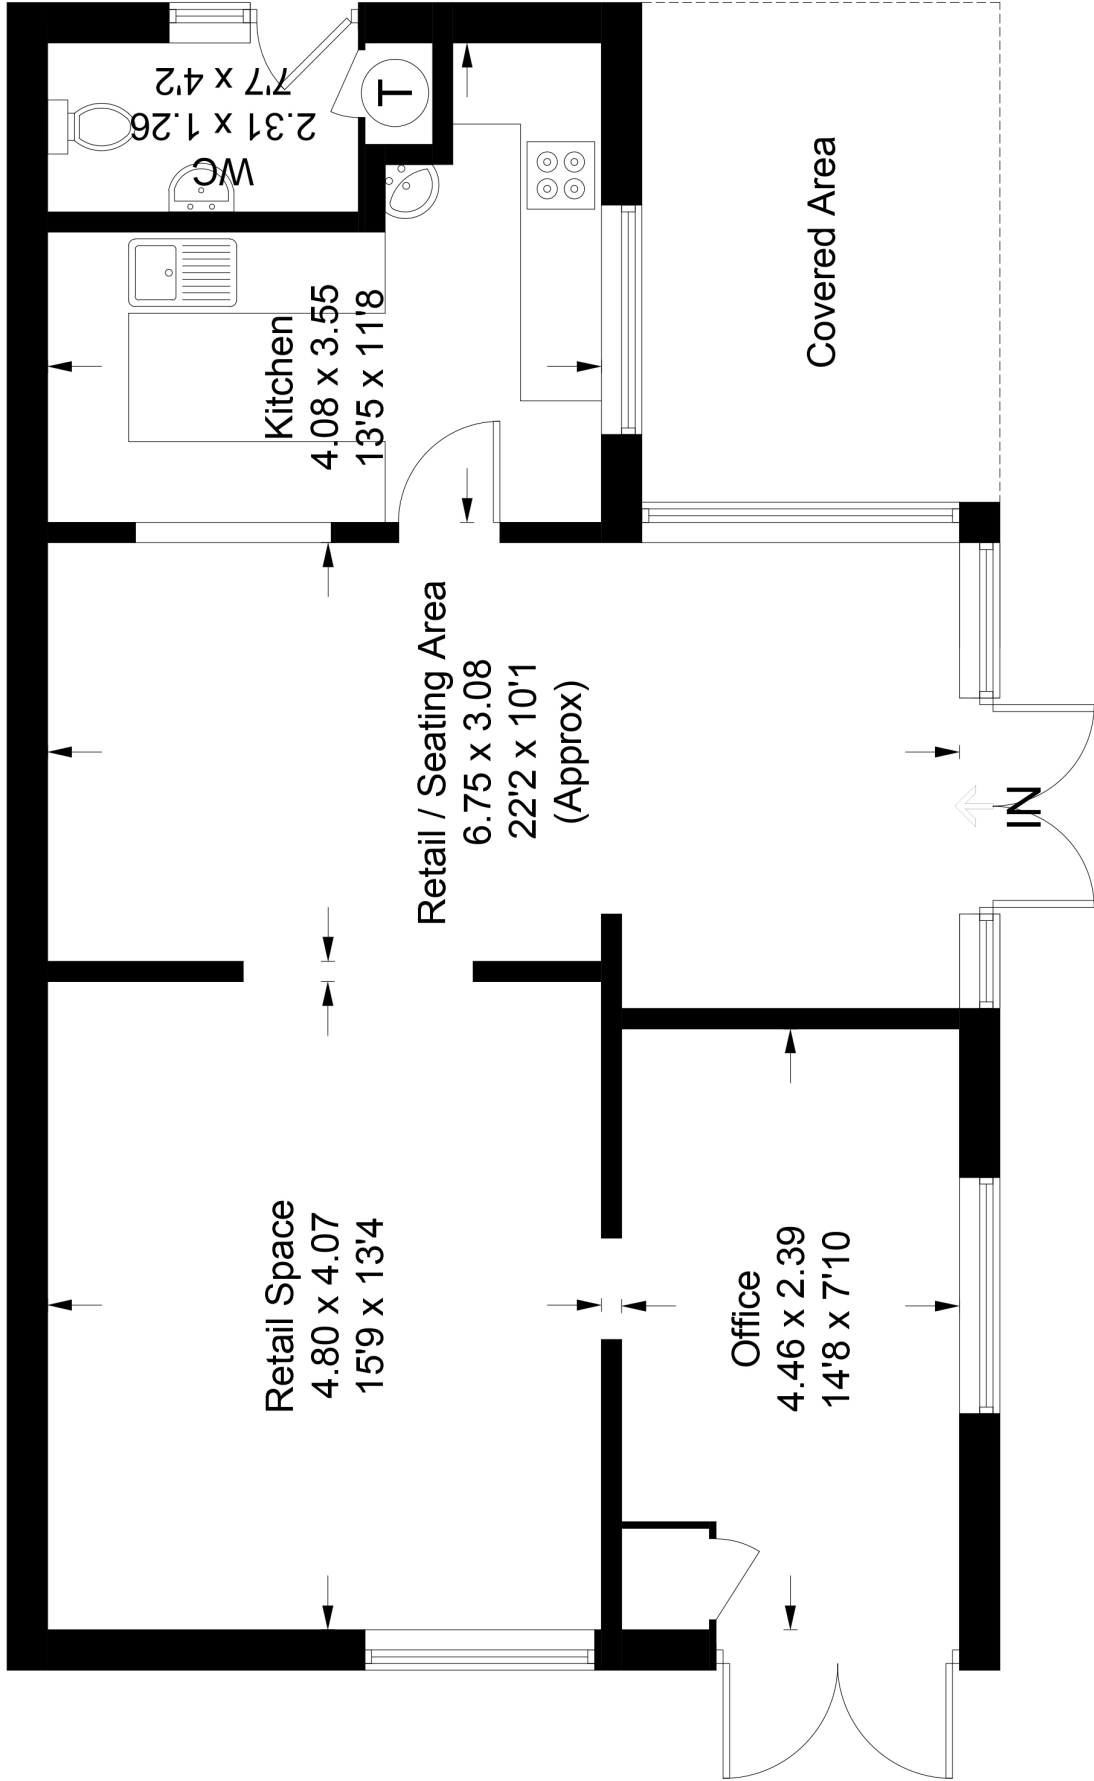 WC
2.31 x 1.26
7'7 x 4'2
T
Kitchen
4.08 x 3.55
13'5 x 11'8
Covered Area
Retail / Seating Area
6.75 x 3.08
22'2 x 10'1
(Approx)
IN
Retail Space
4.80 x 4.07
15'9 x 13'4
Office
4.46 x 2.39
14'8 x 7'10